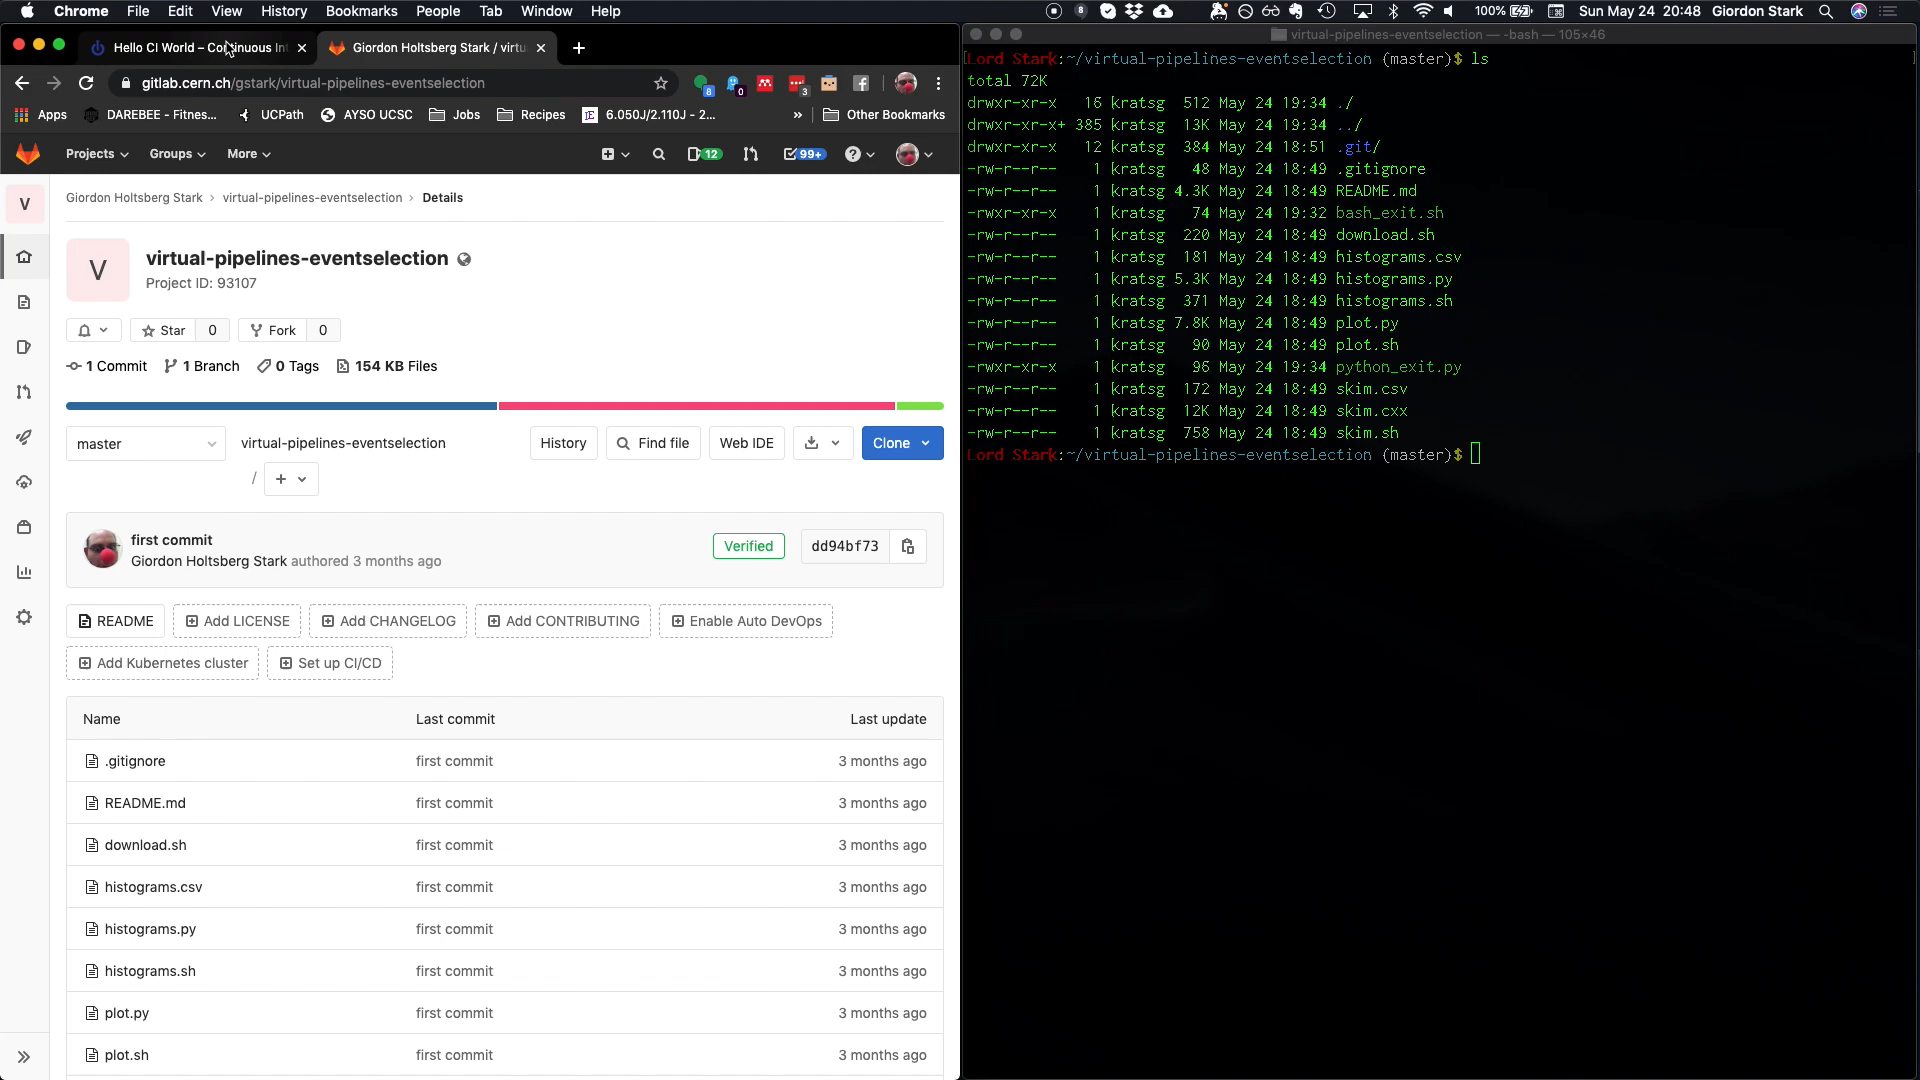 Chrome File Edit View History Bookmarks People Tab Window Help
8 100% Sun May 24 20:48 Giordon Stark
Hello CI World – Continuous In
Giordon Holtsberg Stark / virtu
gitlab.cern.ch/gstark/virtual-pipelines-eventselection
8 0 3
Apps DAREBEE - Fitnes... UCPath AYSO UCSC Jobs Recipes 6.050J/2.110J - 2... » Other Bookmarks
Projects Groups More 12 99+
V Giordon Holtsberg Stark › virtual-pipelines-eventselection › Details
V
virtual-pipelines-eventselection
Project ID: 93107
Star 0 Fork 0
1 Commit 1 Branch 0 Tags 154 KB Files
master virtual-pipelines-eventselection History Find file Web IDE Clone
/ +
first commit
Giordon Holtsberg Stark authored 3 months ago
Verified dd94bf73
README Add LICENSE Add CHANGELOG Add CONTRIBUTING Enable Auto DevOps
Add Kubernetes cluster Set up CI/CD
Name Last commit Last update
.gitignore first commit 3 months ago
README.md first commit 3 months ago
download.sh first commit 3 months ago
histograms.csv first commit 3 months ago
histograms.py first commit 3 months ago
histograms.sh first commit 3 months ago
plot.py first commit 3 months ago
plot.sh first commit 3 months ago
virtual-pipelines-eventselection — -bash — 105×46
Lord Stark:~/virtual-pipelines-eventselection (master)$ ls
total 72K
drwxr-xr-x 16 kratsg 512 May 24 19:34 ./
drwxr-xr-x+ 385 kratsg 13K May 24 19:34 ../
drwxr-xr-x 12 kratsg 384 May 24 18:51 .git/
-rw-r--r-- 1 kratsg 48 May 24 18:49 .gitignore
-rw-r--r-- 1 kratsg 4.3K May 24 18:49 README.md
-rwxr-xr-x 1 kratsg 74 May 24 19:32 bash_exit.sh
-rw-r--r-- 1 kratsg 220 May 24 18:49 download.sh
-rw-r--r-- 1 kratsg 181 May 24 18:49 histograms.csv
-rw-r--r-- 1 kratsg 5.3K May 24 18:49 histograms.py
-rw-r--r-- 1 kratsg 371 May 24 18:49 histograms.sh
-rw-r--r-- 1 kratsg 7.8K May 24 18:49 plot.py
-rw-r--r-- 1 kratsg 90 May 24 18:49 plot.sh
-rwxr-xr-x 1 kratsg 96 May 24 19:34 python_exit.py
-rw-r--r-- 1 kratsg 172 May 24 18:49 skim.csv
-rw-r--r-- 1 kratsg 12K May 24 18:49 skim.cxx
-rw-r--r-- 1 kratsg 758 May 24 18:49 skim.sh
Lord Stark:~/virtual-pipelines-eventselection (master)$